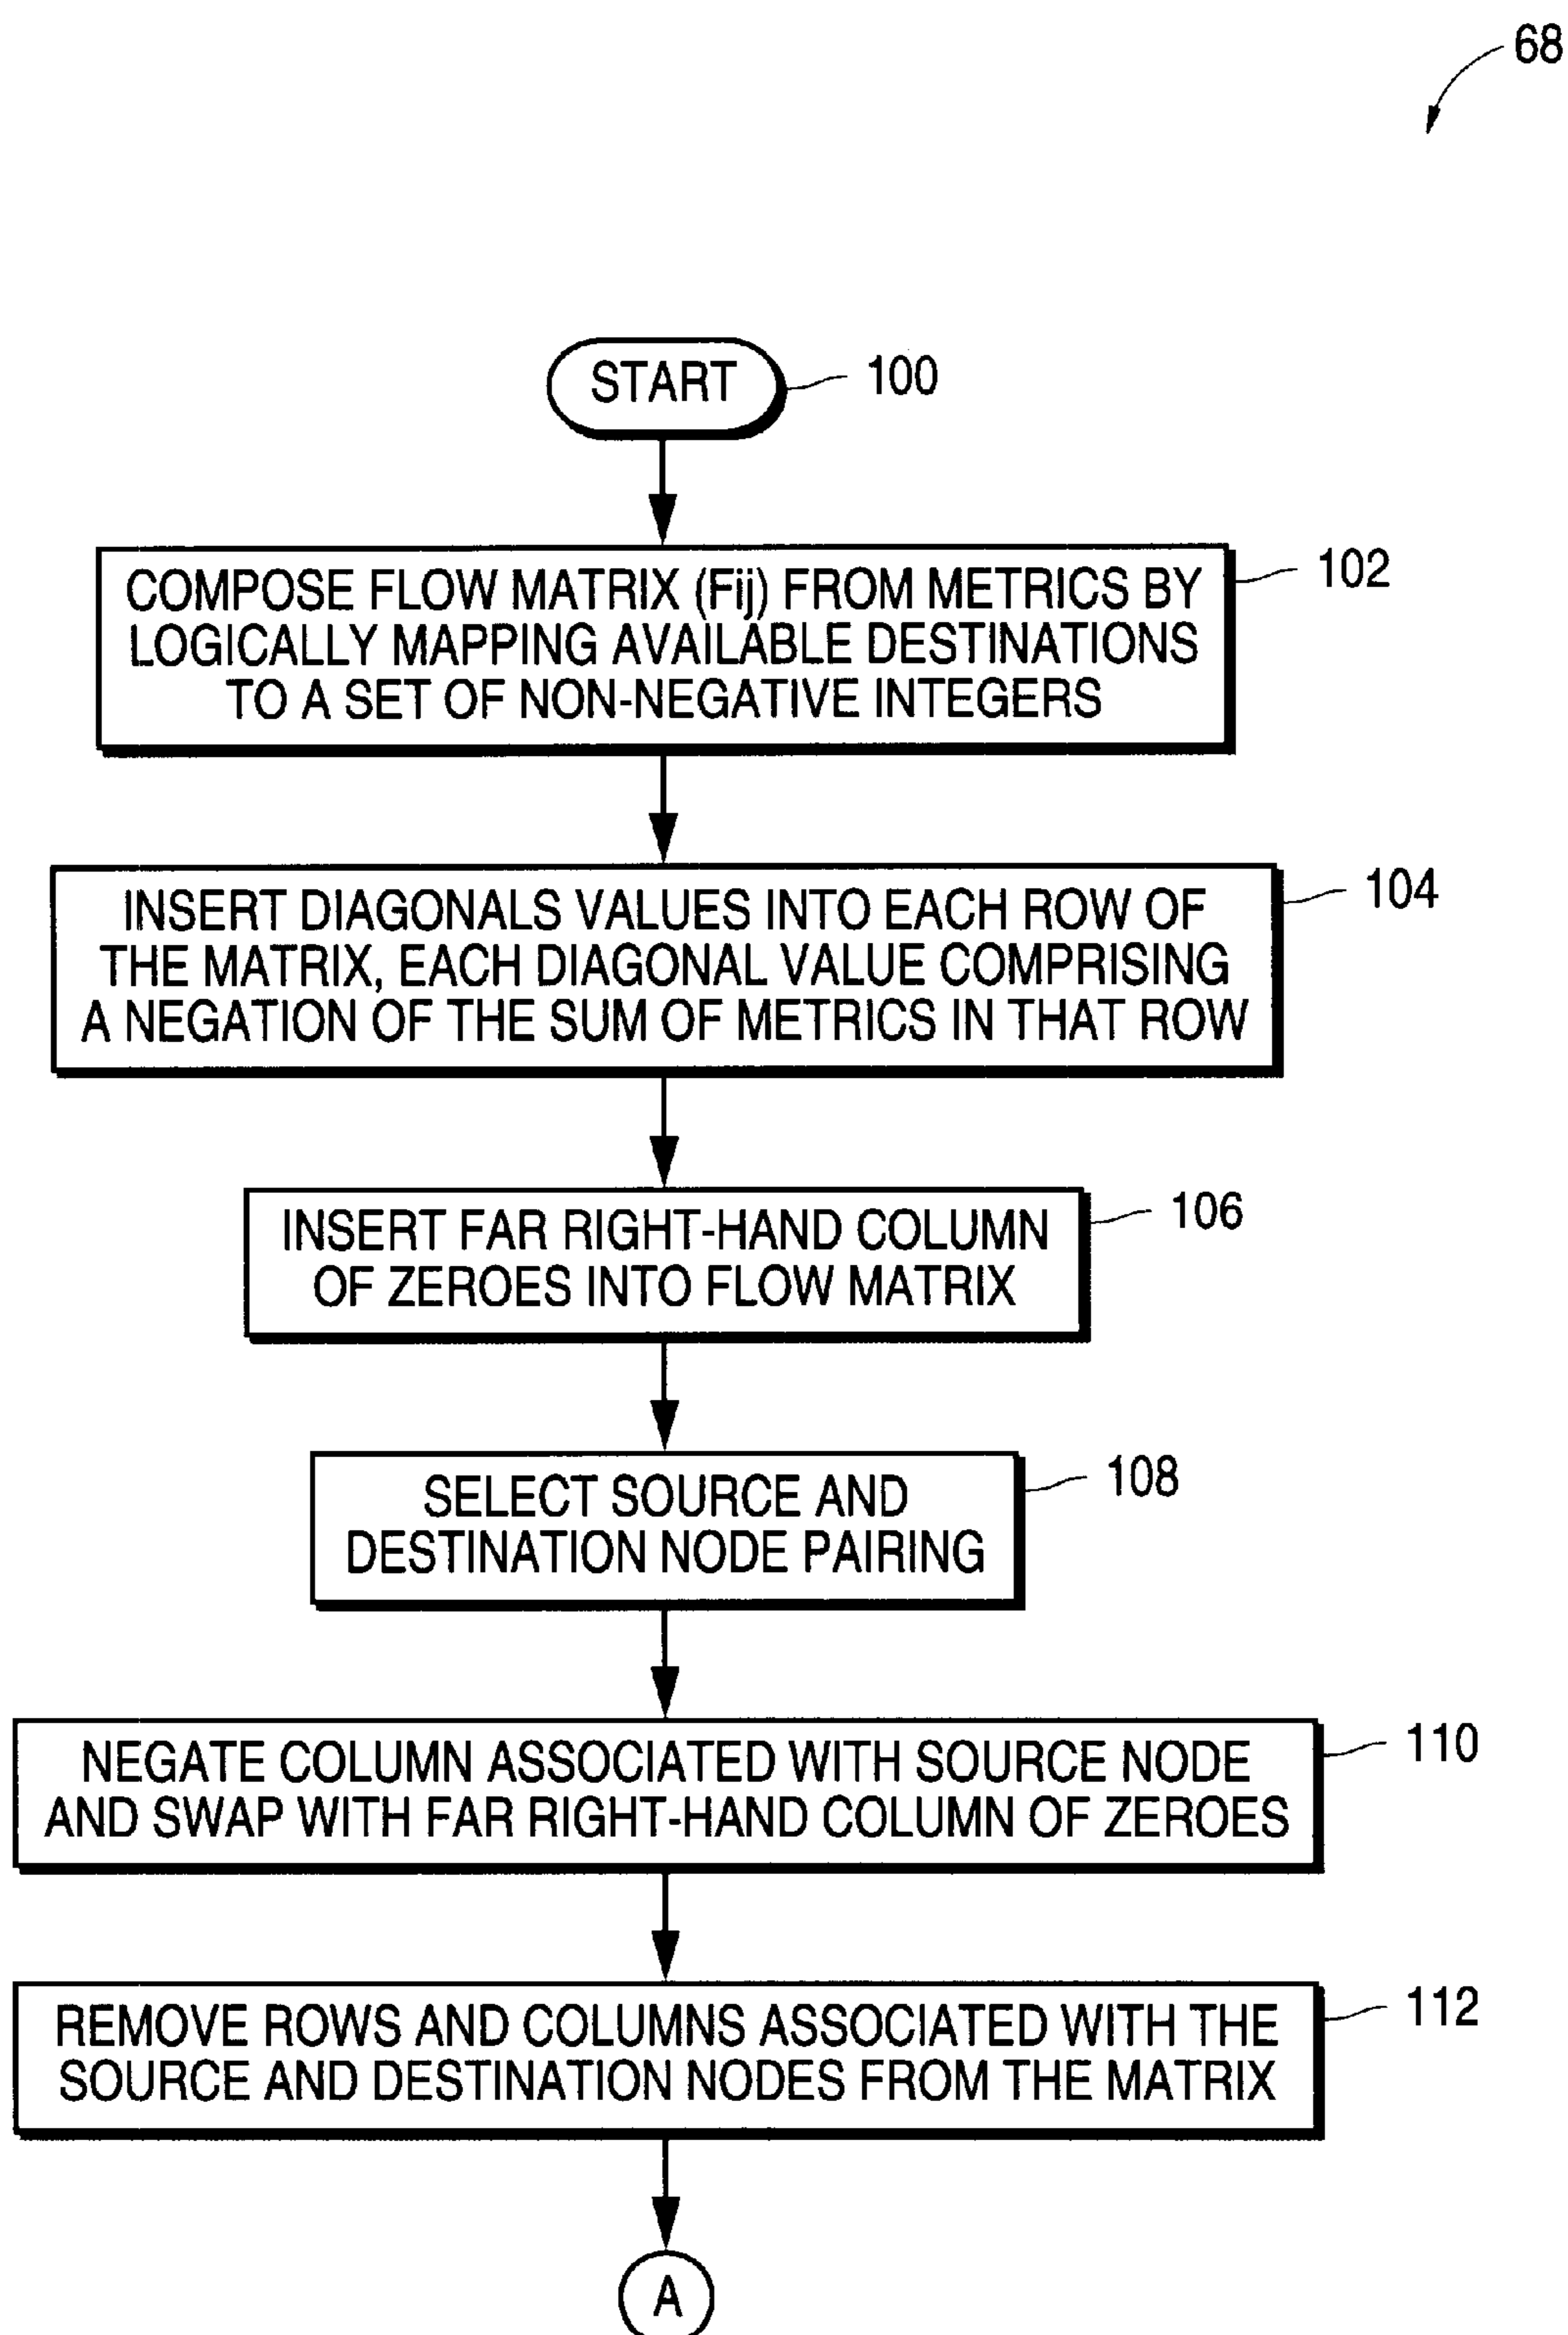 68
START
100
COMPOSE FLOW MATRIX (Fij) FROM METRICS BY
LOGICALLY MAPPING AVAILABLE DESTINATIONS
TO A SET OF NON-NEGATIVE INTEGERS
102
INSERT DIAGONALS VALUES INTO EACH ROW OF
THE MATRIX, EACH DIAGONAL VALUE COMPRISING
A NEGATION OF THE SUM OF METRICS IN THAT ROW
104
INSERT FAR RIGHT-HAND COLUMN
OF ZEROES INTO FLOW MATRIX
106
SELECT SOURCE AND
DESTINATION NODE PAIRING
108
NEGATE COLUMN ASSOCIATED WITH SOURCE NODE
AND SWAP WITH FAR RIGHT-HAND COLUMN OF ZEROES
110
REMOVE ROWS AND COLUMNS ASSOCIATED WITH THE
SOURCE AND DESTINATION NODES FROM THE MATRIX
112
A